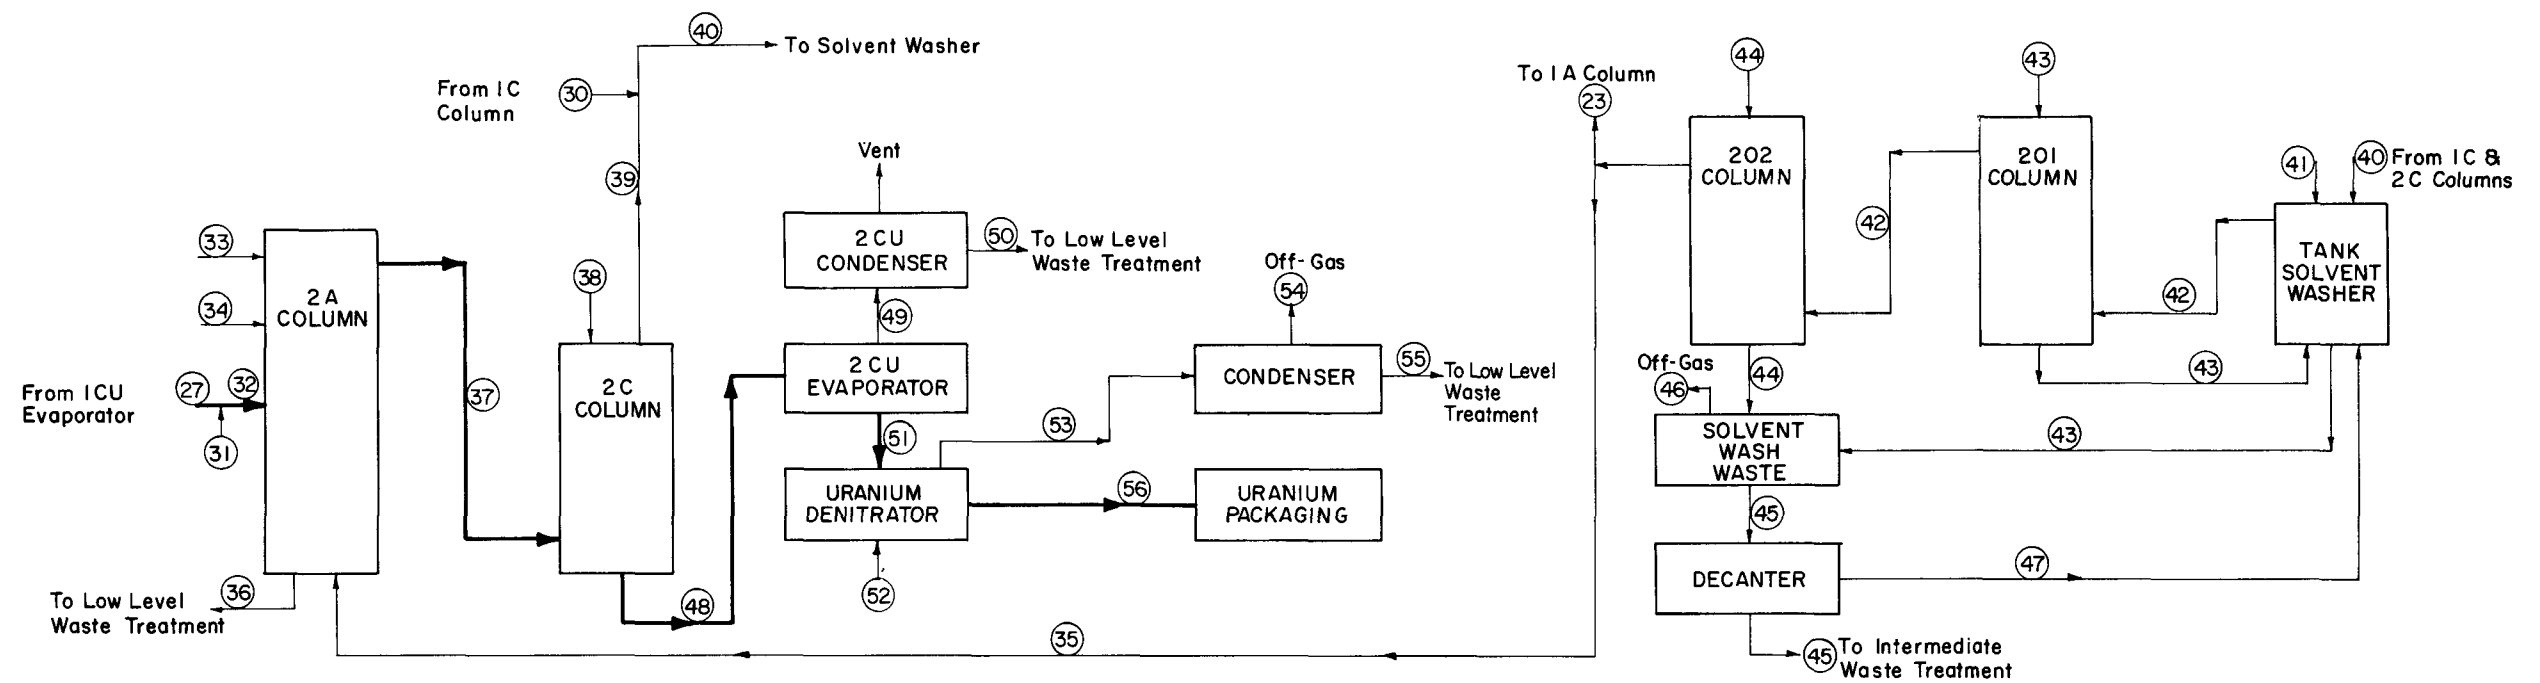 40
To Solvent Washer
From 1C
Column
30
39
Vent
33
34
From 1CU
Evaporator
27
32
31
2A
COLUMN
36
To Low Level
Waste Treatment
37
38
2C
COLUMN
48
2CU
CONDENSER
50
To Low Level
Waste Treatment
49
2CU
EVAPORATOR
51
53
URANIUM
DENITRATOR
52
56
URANIUM
PACKAGING
Off-Gas
54
CONDENSER
55
To Low Level
Waste
Treatment
35
To 1A Column
23
44
202
COLUMN
42
43
201
COLUMN
42
41
40
From 1C &
2C Columns
TANK
SOLVENT
WASHER
43
Off-Gas
46
44
SOLVENT
WASH
WASTE
43
45
DECANTER
47
45
To Intermediate
Waste Treatment